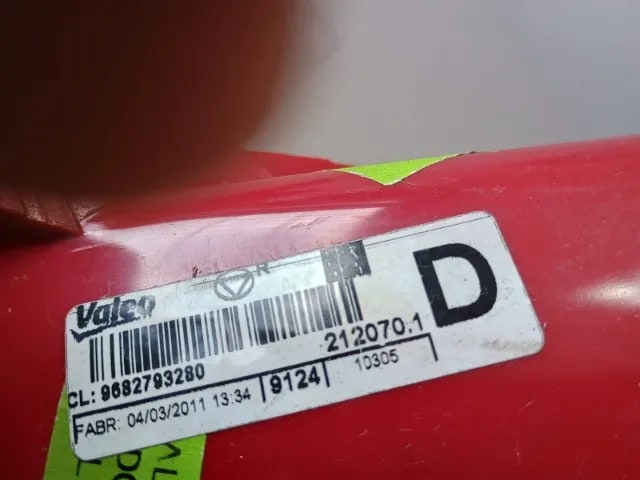 Valeo
R
D
212070.1
CL: 9682793280
9124
10305
FABR: 04/03/2011 13:34